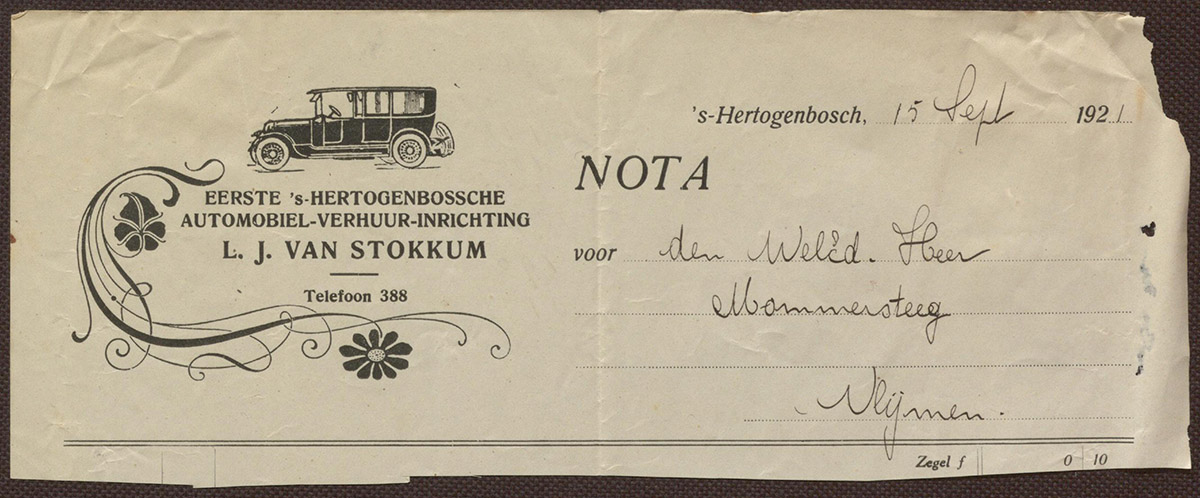 EERSTE 's-HERTOGENBOSSCHE
AUTOMOBIEL-VERHUUR-INRICHTING
L. J. VAN STOKKUM
Telefoon 388
's-Hertogenbosch, 15 Sept 1921
NOTA
voor den WelEd. Heer
Mommersteeg
Vlijmen.
Zegel f 0 10